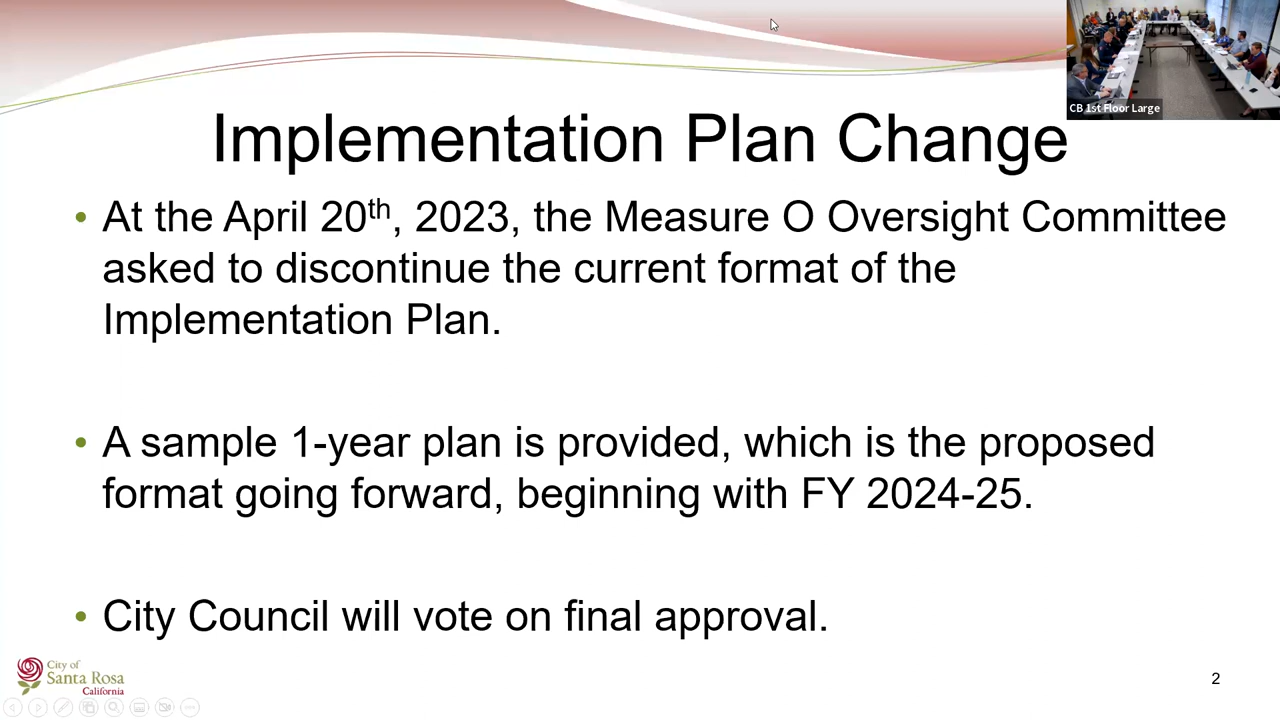 CB 1st Floor Large
Implementation Plan Change
• At the April 20th, 2023, the Measure O Oversight Committee
asked to discontinue the current format of the
Implementation Plan.
• A sample 1-year plan is provided, which is the proposed
format going forward, beginning with FY 2024-25.
• City Council will vote on final approval.
City of
Santa Rosa
California
2